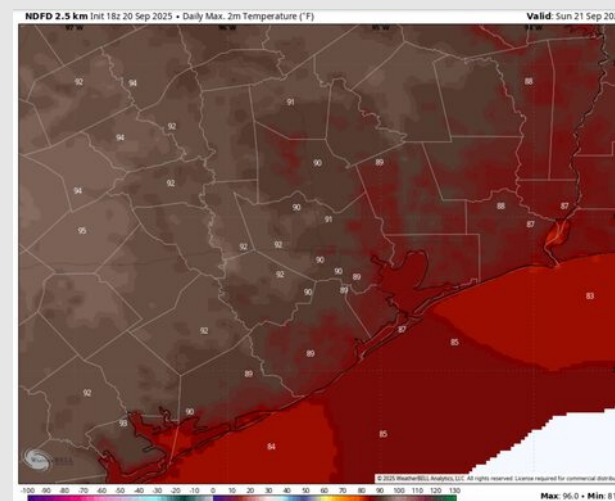 NDFD 2.5 km Init 18z 20 Sep 2025 • Daily Max. 2m Temperature (°F)
Valid: Sun 21 Sep
92 94 88
91
92
94
90 89
94 92
90 88 87
91 87
95
92 92
90
92 90 89
90 89
83
92 87
85
89
89
92
90
93
84 85
WeatherBELL
© 2025 WeatherBELL Analytics, LLC. All rights reserved. License required for commercial
-100 -90 -80 -70 -60 -50 -40 -30 -20 -10 0 10 20 30 40 50 60 70 80 90 100 110 120 130
Max: 96.0 • Min: